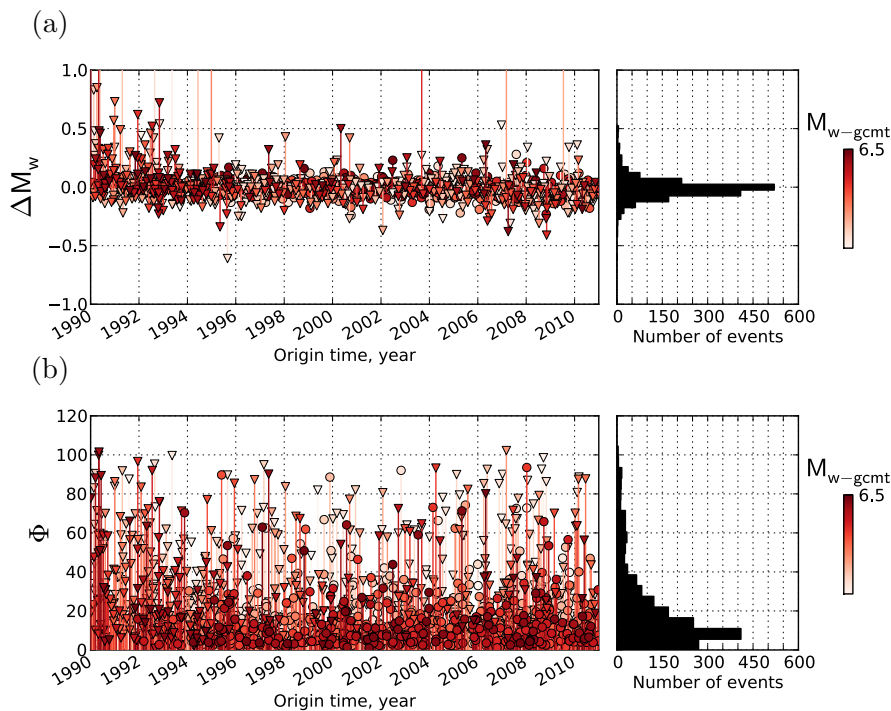 (a)
1.0
0.5
0.0
−0.5
−1.0
ΔM_w
1990 1992 1994 1996 1998 2000 2002 2004 2006 2008 2010
Origin time, year
0 150 300 450 600
Number of events
M_{w−gcmt}
6.5
(b)
120
100
80
60
40
20
0
Φ
1990 1992 1994 1996 1998 2000 2002 2004 2006 2008 2010
Origin time, year
0 150 300 450 600
Number of events
M_{w−gcmt}
6.5